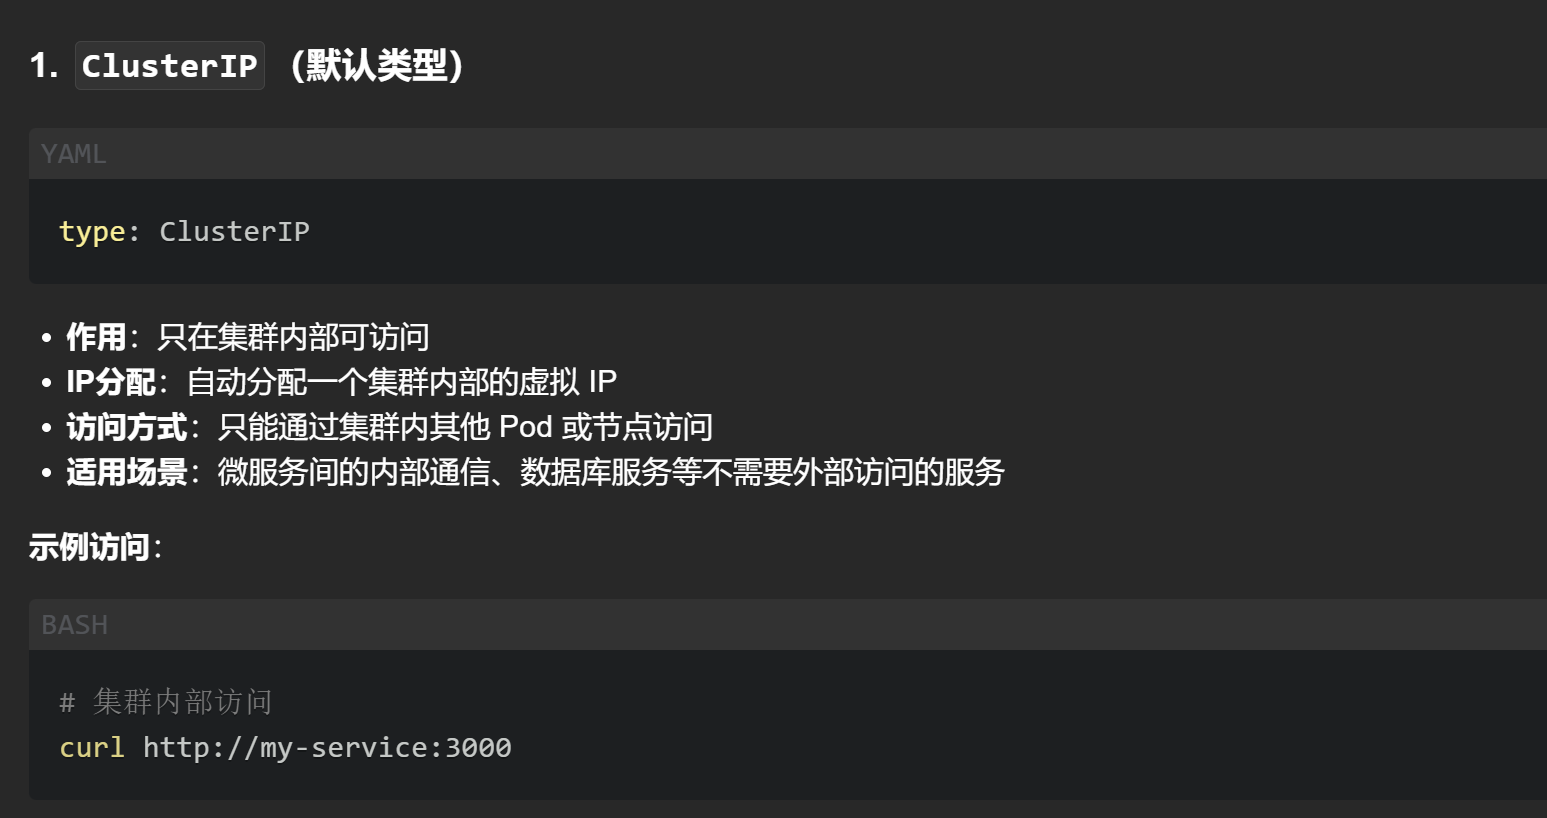 1. ClusterIP (默认类型)
YAML
type: ClusterIP
• 作用：只在集群内部可访问
• IP分配：自动分配一个集群内部的虚拟 IP
• 访问方式：只能通过集群内其他 Pod 或节点访问
• 适用场景：微服务间的内部通信、数据库服务等不需要外部访问的服务
示例访问：
BASH
# 集群内部访问
curl http://my-service:3000